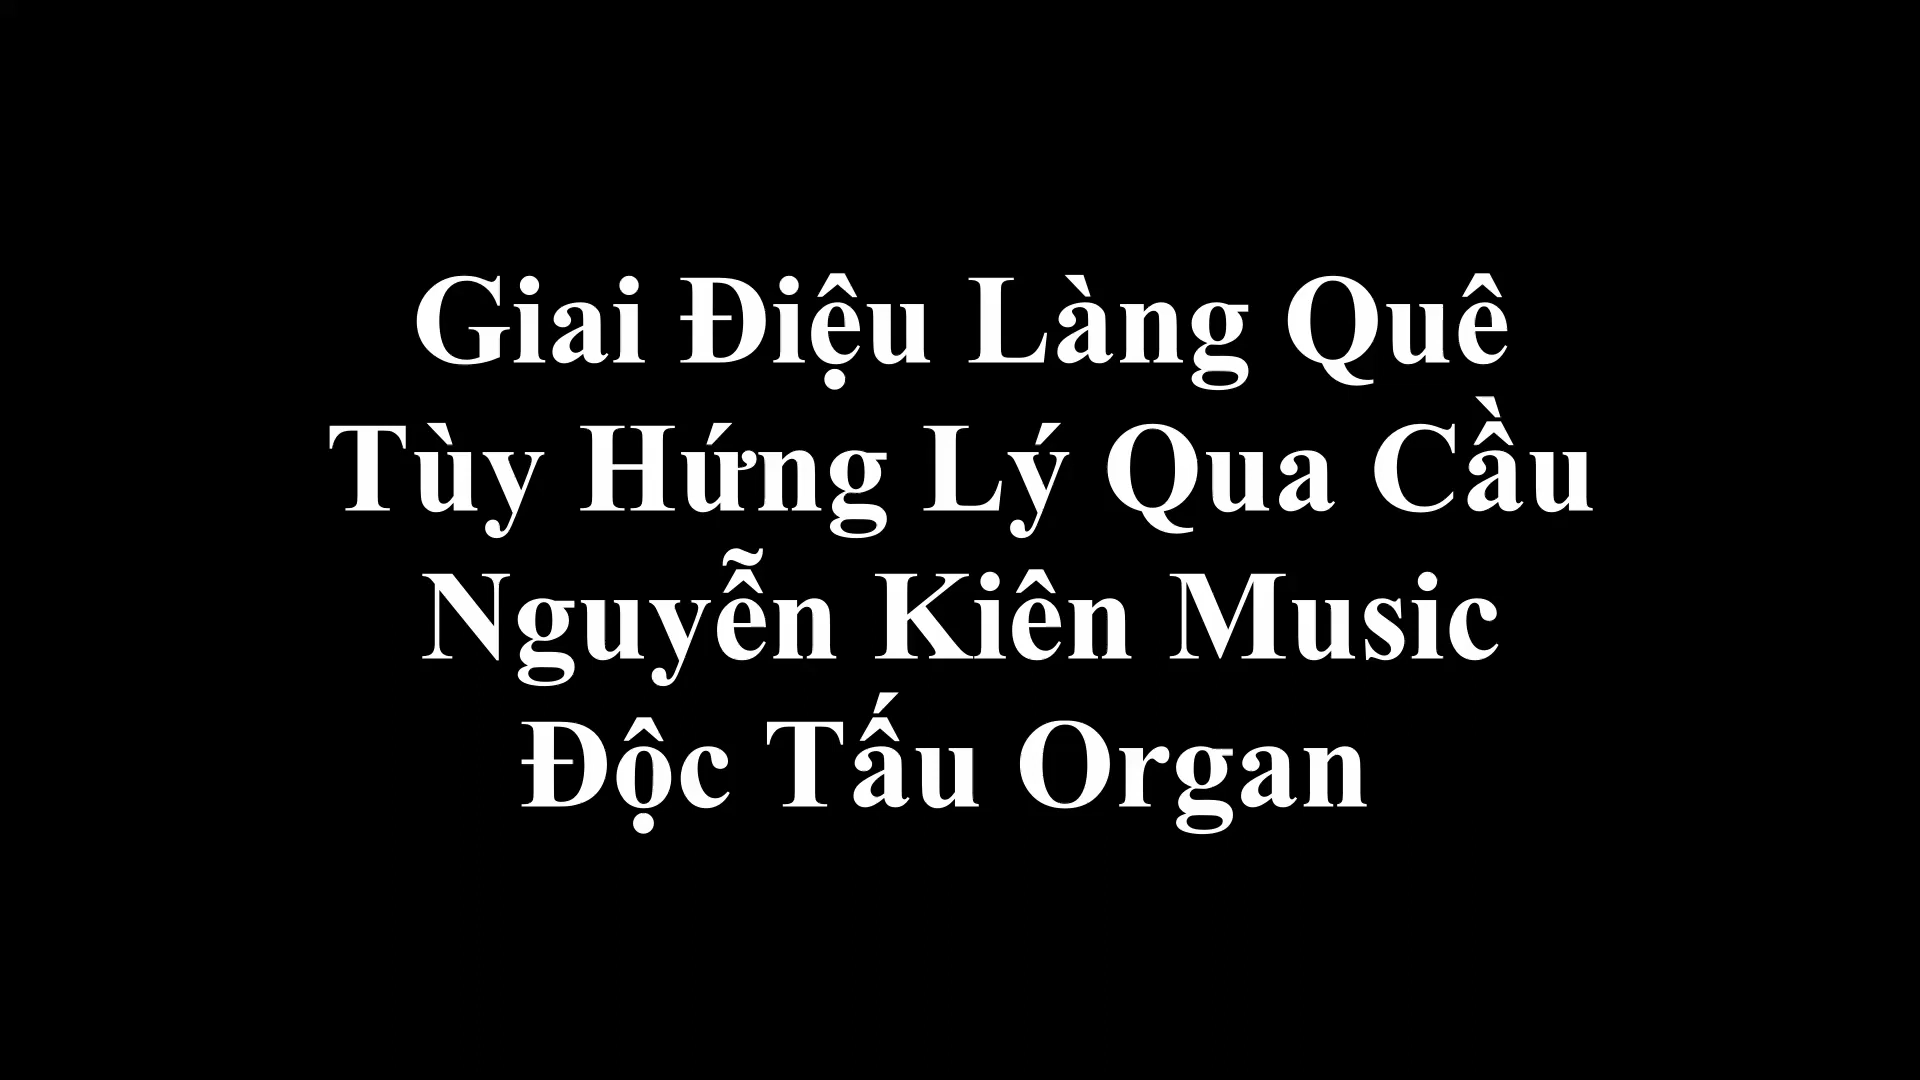 Giai Điệu Làng Quê
Tùy Hứng Lý Qua Cầu
Nguyễn Kiên Music
Độc Tấu Organ